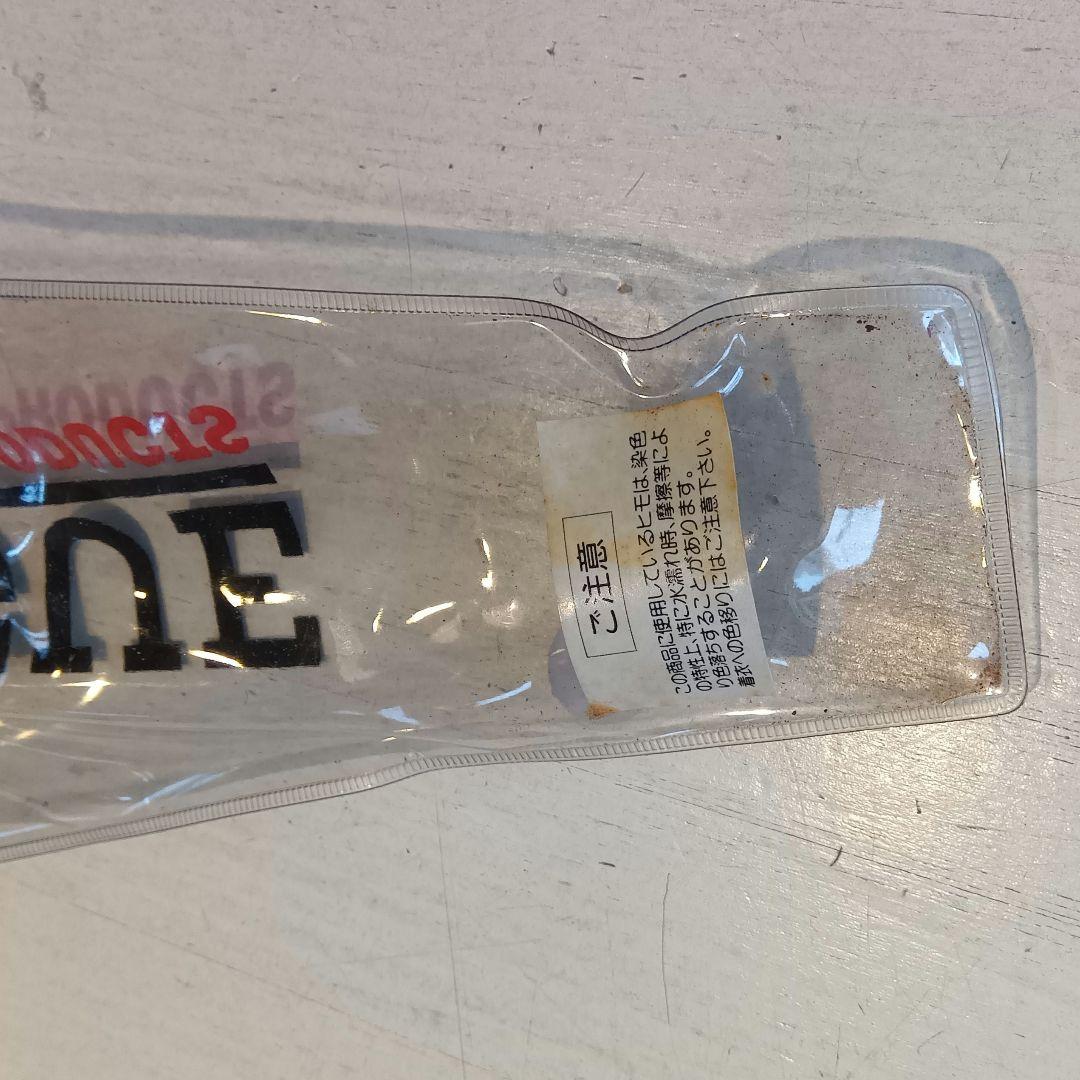 PRODUCTS
ご注意
この商品に使用しているヒモは、染色
の特性上、特に水濡れ時、摩擦等によ
り色落ちすることがあります。
着衣への色移りにはご注意下さい。